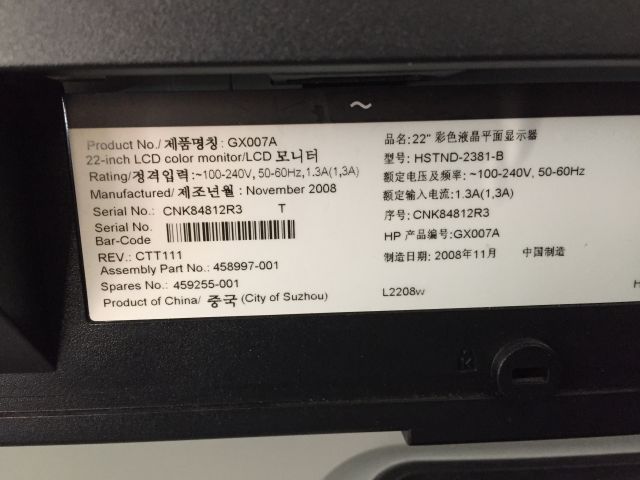 ~
Product No./ 제품명칭: GX007A
22-inch LCD color monitor/LCD 모니터
Rating/정격입력:~100-240V, 50-60Hz,1.3A(1,3A)
Manufactured/ 제조년월 : November 2008
Serial No.: CNK84812R3 T
Serial No.
Bar-Code
REV.: CTT111
Assembly Part No.: 458997-001
Spares No.: 459255-001
Product of China/ 중국 (City of Suzhou)
品名: 22" 彩色液晶平面显示器
型号: HSTND-2381-B
额定电压及频率: ~100-240V, 50-60Hz
额定输入电流: 1.3A(1,3A)
序号: CNK84812R3
HP 产品编号: GX007A
制造日期: 2008年11月 中国制造
L2208w
H